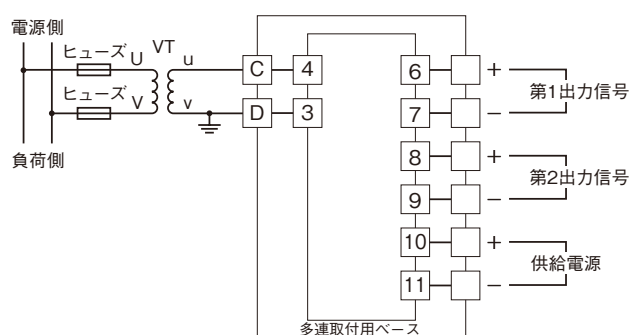 電源側
ヒューズ U VT u C 4 6 +
第1出力信号
ヒューズ V v D 3 7 −
負荷側
8 +
第2出力信号
9 −
10 +
供給電源
11 −
多連取付用ベース